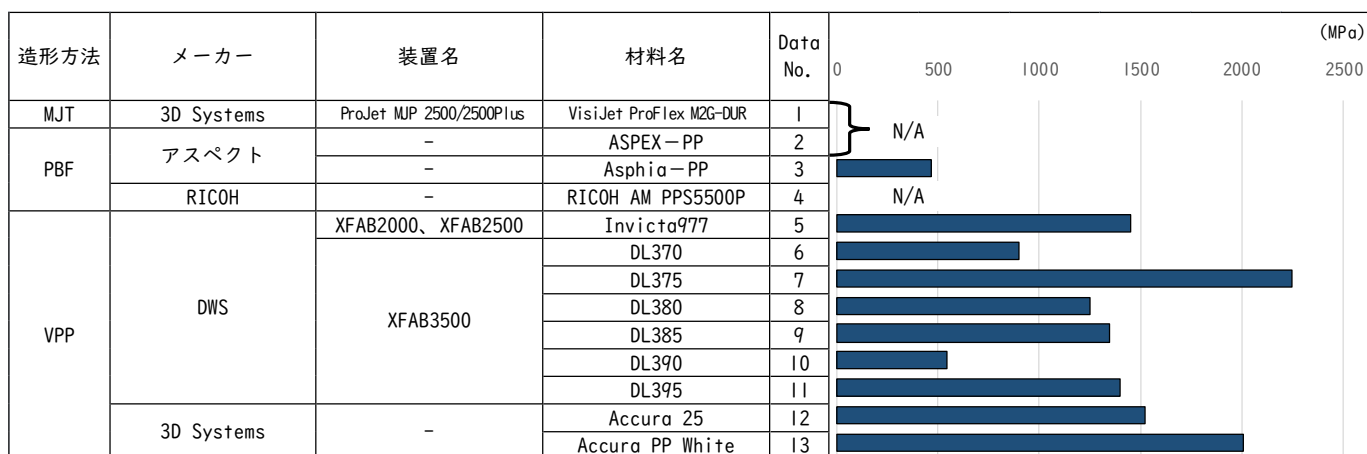 (MPa)
造形方法 メーカー 装置名 材料名 Data No. 0 500 1000 1500 2000 2500
MJT 3D Systems ProJet MJP 2500/2500Plus VisiJet ProFlex M2G-DUR 1
N/A
PBF アスペクト － ASPEX－PP 2
－ Asphia－PP 3
RICOH － RICOH AM PPS5500P 4 N/A
VPP DWS XFAB2000、XFAB2500 Invicta977 5
XFAB3500 DL370 6
DL375 7
DL380 8
DL385 9
DL390 10
DL395 11
3D Systems － Accura 25 12
Accura PP White 13